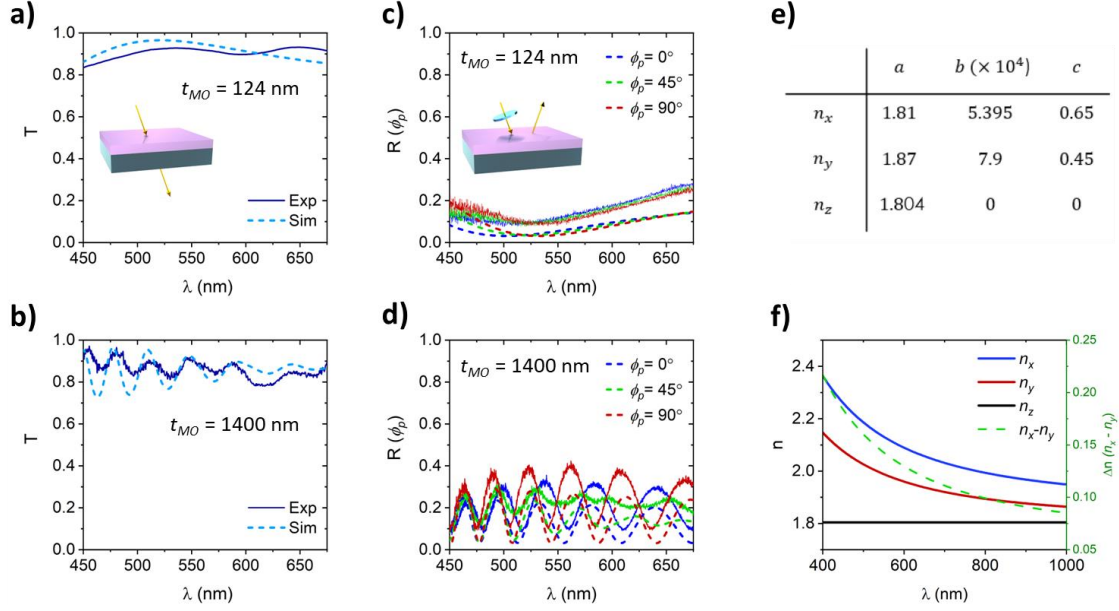 a)
1.0
0.8
0.6
0.4
0.2
0.0
T
t_MO = 124 nm
Exp
Sim
450 500 550 600 650
λ (nm)
c)
1.0
0.8
0.6
0.4
0.2
0.0
R (ϕ_p)
t_MO = 124 nm
ϕ_p= 0°
ϕ_p= 45°
ϕ_p= 90°
450 500 550 600 650
λ (nm)
e)
a b (× 10⁴) c
n_x 1.81 5.395 0.65
n_y 1.87 7.9 0.45
n_z 1.804 0 0
b)
1.0
0.8
0.6
0.4
0.2
0.0
T
t_MO = 1400 nm
Exp
Sim
450 500 550 600 650
λ (nm)
d)
1.0
0.8
0.6
0.4
0.2
0.0
R (ϕ_p)
t_MO = 1400 nm
ϕ_p= 0°
ϕ_p= 45°
ϕ_p= 90°
450 500 550 600 650
λ (nm)
f)
2.4
2.2
2.0
1.8
n
n_x
n_y
n_z
n_x-n_y
0.25
0.20
0.15
0.10
0.05
Δn (n_x - n_y)
400 600 800 1000
λ (nm)